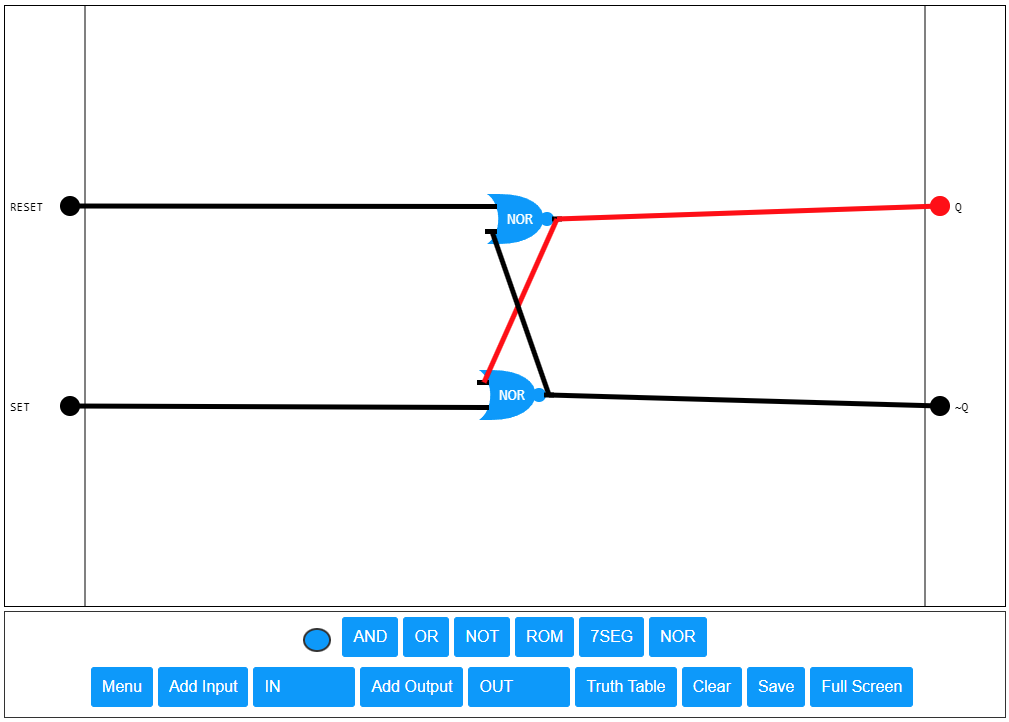 RESET
NOR
Q
NOR
SET
~Q
AND OR NOT ROM 7SEG NOR
Menu Add Input IN Add Output OUT Truth Table Clear Save Full Screen